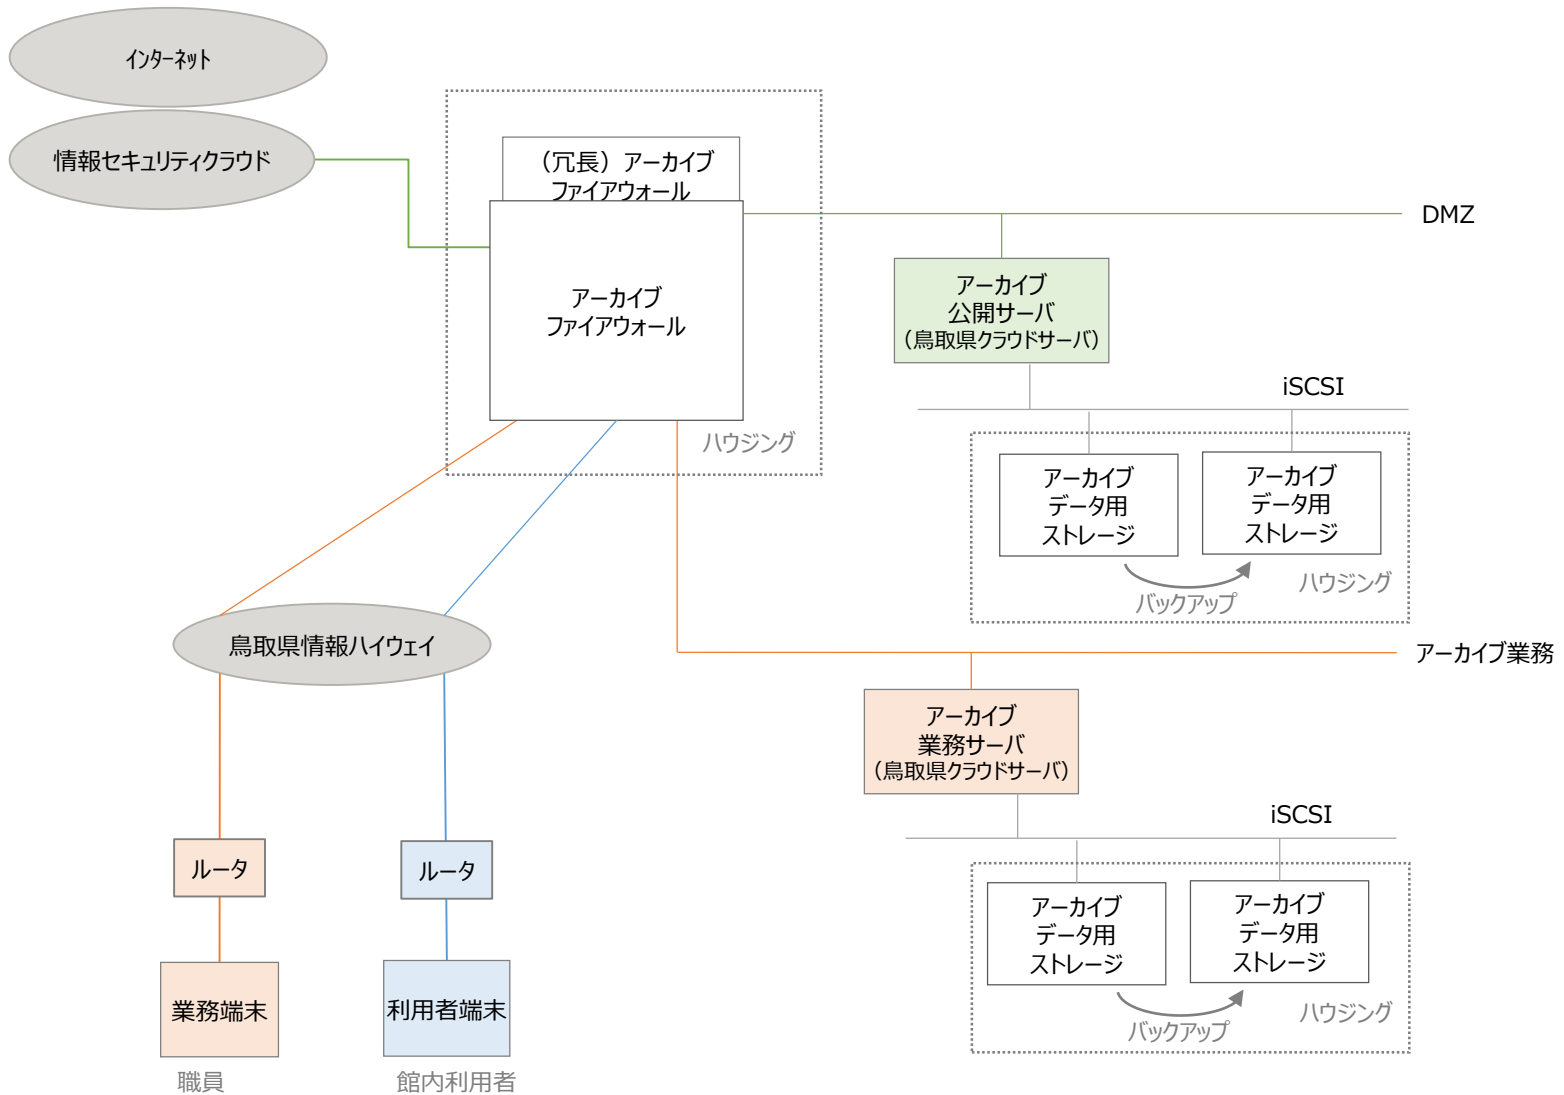 インターネット
情報セキュリティクラウド
（冗長）アーカイブ
ファイアウォール
アーカイブ
ファイアウォール
ハウジング
DMZ
アーカイブ
公開サーバ
（鳥取県クラウドサーバ）
iSCSI
アーカイブ
データ用
ストレージ
アーカイブ
データ用
ストレージ
バックアップ
ハウジング
鳥取県情報ハイウェイ
アーカイブ業務
アーカイブ
業務サーバ
（鳥取県クラウドサーバ）
iSCSI
アーカイブ
データ用
ストレージ
アーカイブ
データ用
ストレージ
バックアップ
ハウジング
ルータ
ルータ
業務端末
利用者端末
職員
館内利用者